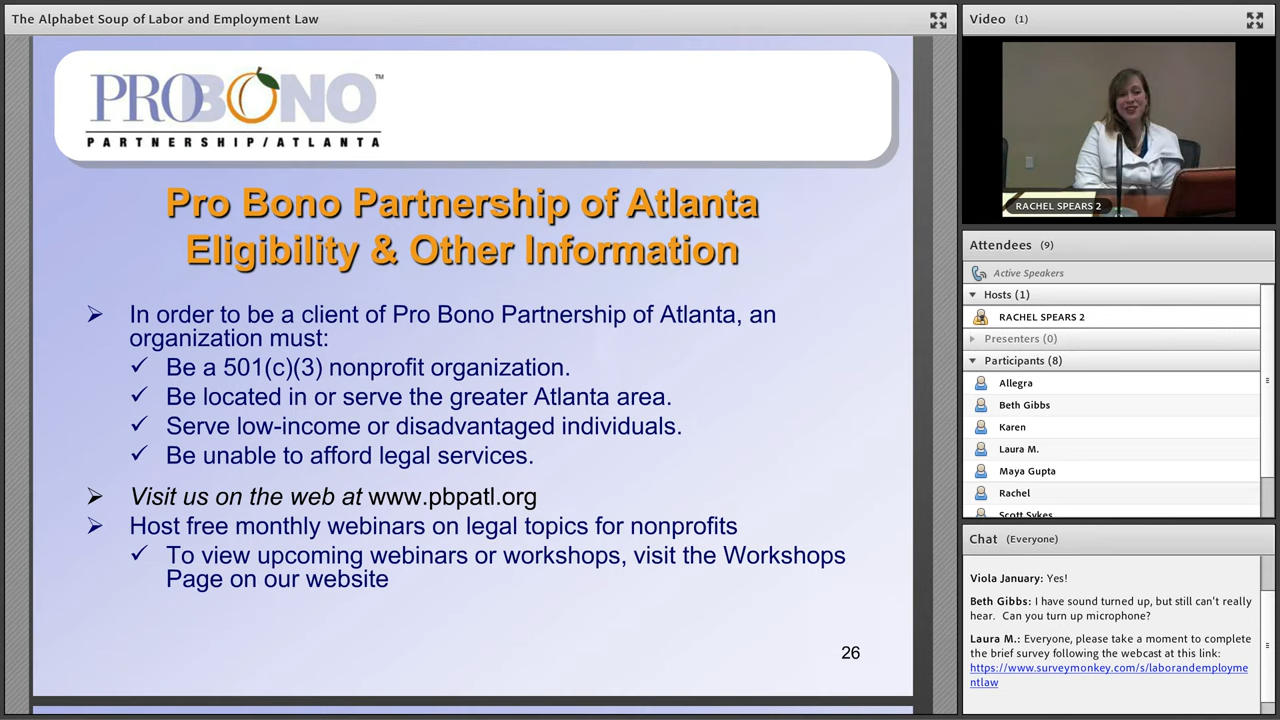 The Alphabet Soup of Labor and Employment Law
PROBONO™
PARTNERSHIP/ATLANTA
Pro Bono Partnership of Atlanta
Eligibility & Other Information
In order to be a client of Pro Bono Partnership of Atlanta, an
organization must:
Be a 501(c)(3) nonprofit organization.
Be located in or serve the greater Atlanta area.
Serve low-income or disadvantaged individuals.
Be unable to afford legal services.
Visit us on the web at www.pbpatl.org
Host free monthly webinars on legal topics for nonprofits
To view upcoming webinars or workshops, visit the Workshops
Page on our website
26
Video (1)
RACHEL SPEARS 2
Attendees (9)
Active Speakers
Hosts (1)
RACHEL SPEARS 2
Presenters (0)
Participants (8)
Allegra
Beth Gibbs
Karen
Laura M.
Maya Gupta
Rachel
Scott Sykes
Chat (Everyone)
Viola January: Yes!
Beth Gibbs: I have sound turned up, but still can't really
hear. Can you turn up microphone?
Laura M.: Everyone, please take a moment to complete
the brief survey following the webcast at this link:
https://www.surveymonkey.com/s/laborandemployme
ntlaw